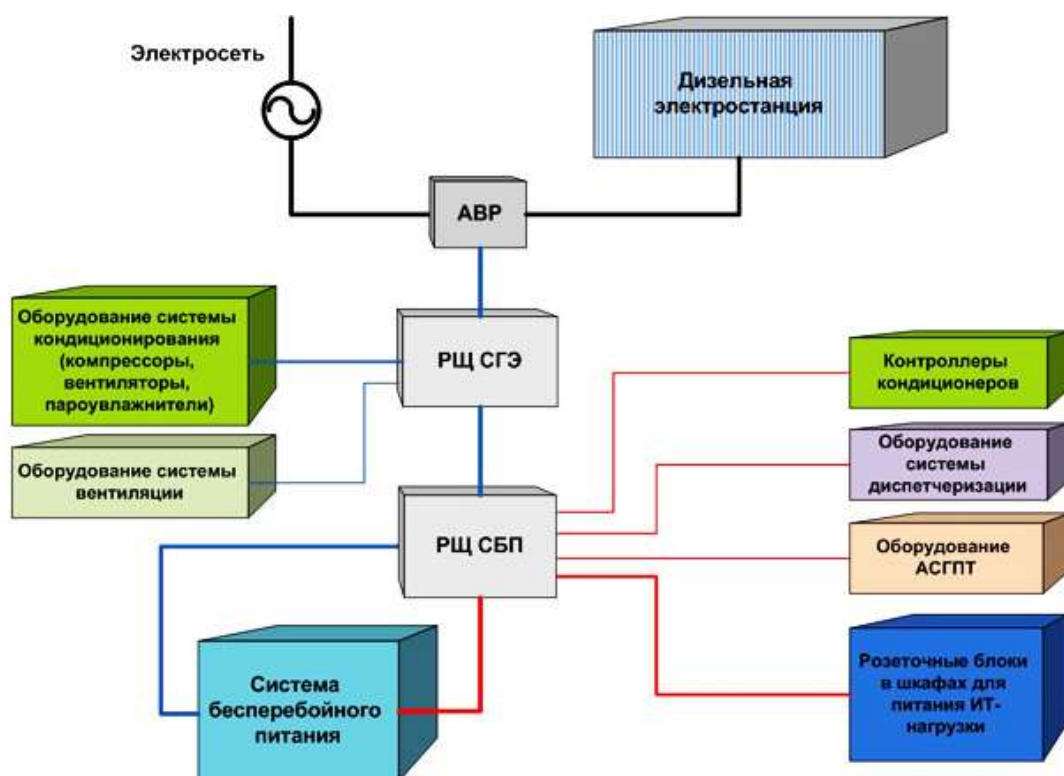 Электросеть
Дизельная
электростанция
АВР
Оборудование системы
кондиционирования
(компрессоры,
вентиляторы,
пароувлажнители)
РЩ СГЭ
Контроллеры
кондиционеров
Оборудование системы
вентиляции
Оборудование
системы
диспетчеризации
РЩ СБП
Оборудование
АСГПТ
Система
бесперебойного
питания
Розеточные блоки
в шкафах для
питания ИТ-
нагрузки